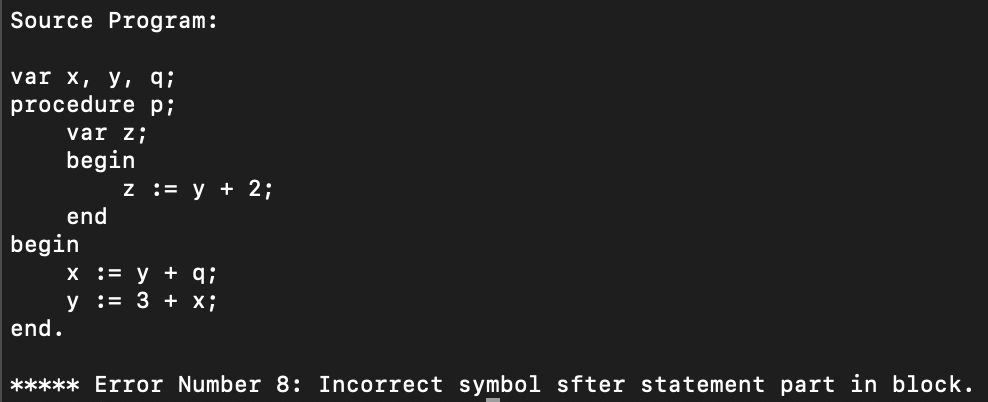 Source Program:
var x, y, q;
procedure p;
var z;
begin
z := y + 2;
end
begin
x := y + q;
y := 3 + x;
end.
***** Error Number 8: Incorrect symbol sfter statement part in block.